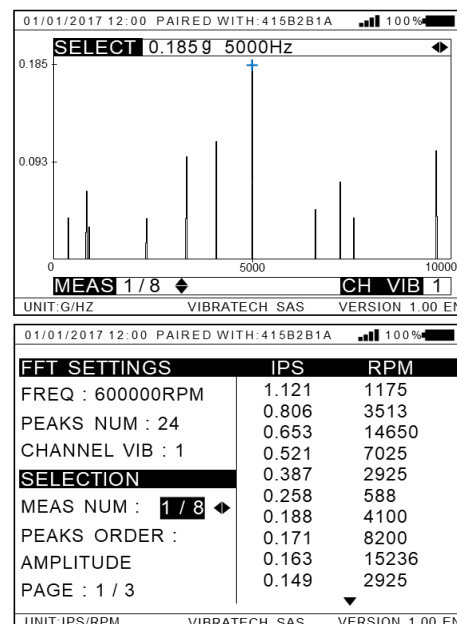 01/01/2017 12:00 PAIRED WITH:415B2B1A 100%
SELECT 0.185g 5000Hz
0.185
0.093
0 5000 10000
MEAS 1/8 CH VIB 1
UNIT:G/HZ VIBRATECH SAS VERSION 1.00 EN
01/01/2017 12:00 PAIRED WITH:415B2B1A 100%
FFT SETTINGS
FREQ : 600000RPM
PEAKS NUM : 24
CHANNEL VIB : 1
SELECTION
MEAS NUM : 1 / 8
PEAKS ORDER :
AMPLITUDE
PAGE : 1 / 3
IPS RPM
1.121 1175
0.806 3513
0.653 14650
0.521 7025
0.387 2925
0.258 588
0.188 4100
0.171 8200
0.163 15236
0.149 2925
UNIT:IPS/RPM VIBRATECH SAS VERSION 1.00 EN